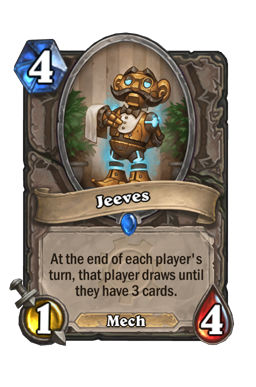 4
Jeeves
At the end of each player's
turn, that player draws until
they have 3 cards.
1
Mech
4